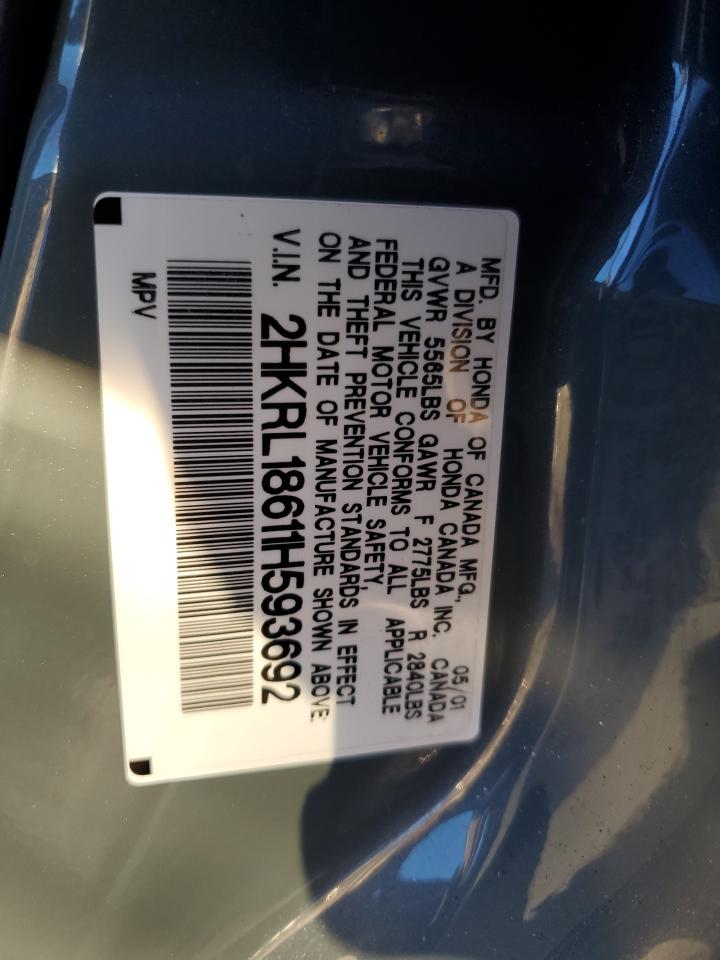 MFD. BY HONDA OF CANADA MFG., 05/01
A DIVISION OF HONDA CANADA INC. CANADA
GVWR 5565LBS GAWR F 2775LBS R 2840LBS
THIS VEHICLE CONFORMS TO ALL APPLICABLE
FEDERAL MOTOR VEHICLE SAFETY,
AND THEFT PREVENTION STANDARDS IN EFFECT
ON THE DATE OF MANUFACTURE SHOWN ABOVE:
V.I.N. 2HKRL18611H593692
MPV